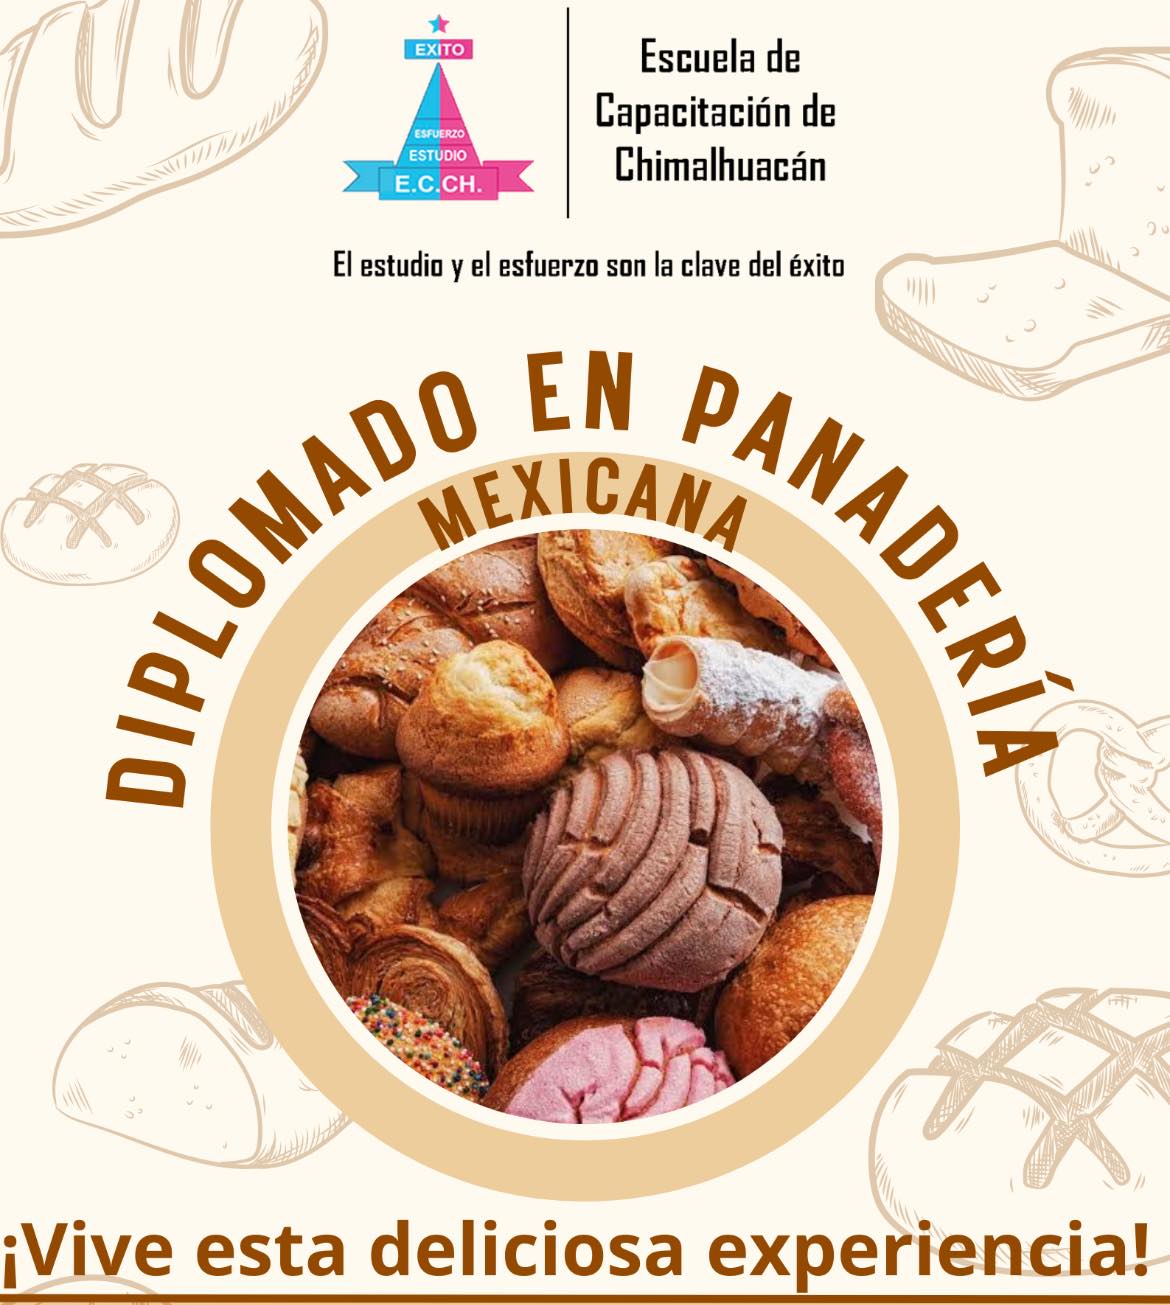 EXITO
ESFUERZO
ESTUDIO
E.C.CH.
Escuela de
Capacitación de
Chimalhuacán
El estudio y el esfuerzo son la clave del éxito
DIPLOMADO EN PANADERÍA
MEXICANA
¡Vive esta deliciosa experiencia!